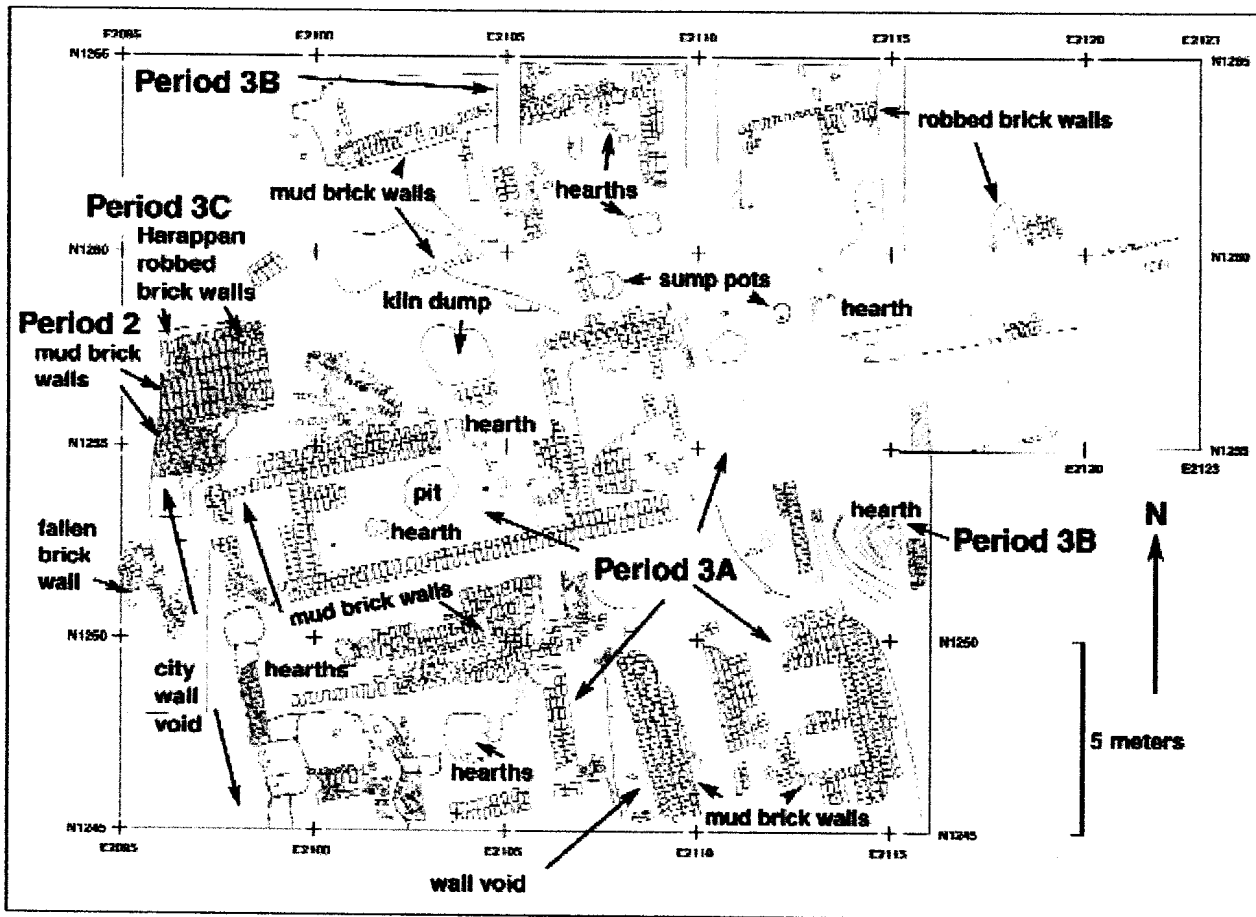 E2085 E2100 E2105 E2110 E2115 E2120 E2123
N1265 N1265
Period 3B
robbed brick walls
mud brick walls
hearths
Period 3C
Harappan
robbed
brick walls
N1260 N1260
sump pots
kiln dump
hearth
Period 2
mud brick
walls
hearth
N1255 N1255
E2120 E2123
pit
hearth
hearth
N
fallen
brick
wall
Period 3B
Period 3A
mud brick walls
N1250 N1250
hearths
city
wall
void
5 meters
hearths
mud brick walls
N1245 N1245
E2085 E2100 E2105 E2110 E2115
wall void